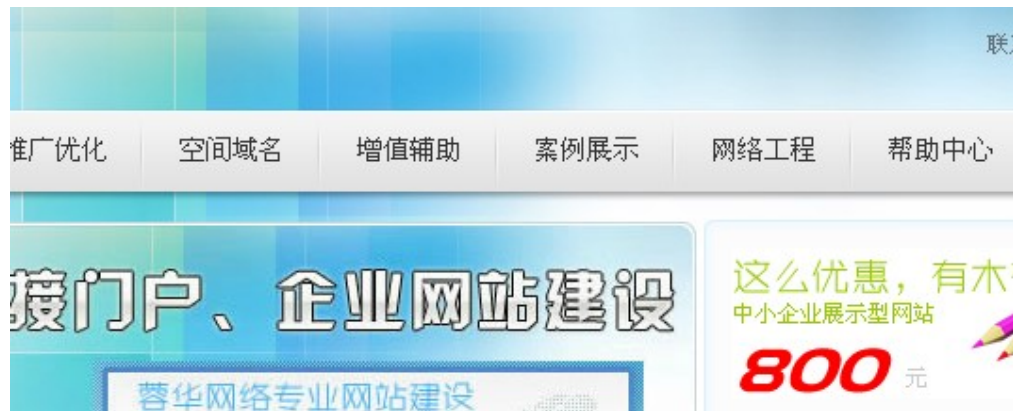 推广优化 空间域名 增值辅助 案例展示 网络工程 帮助中心
接门户、企业网站建设
蓉华网络专业网站建设
这么优惠，有木
中小企业展示型网站
800 元